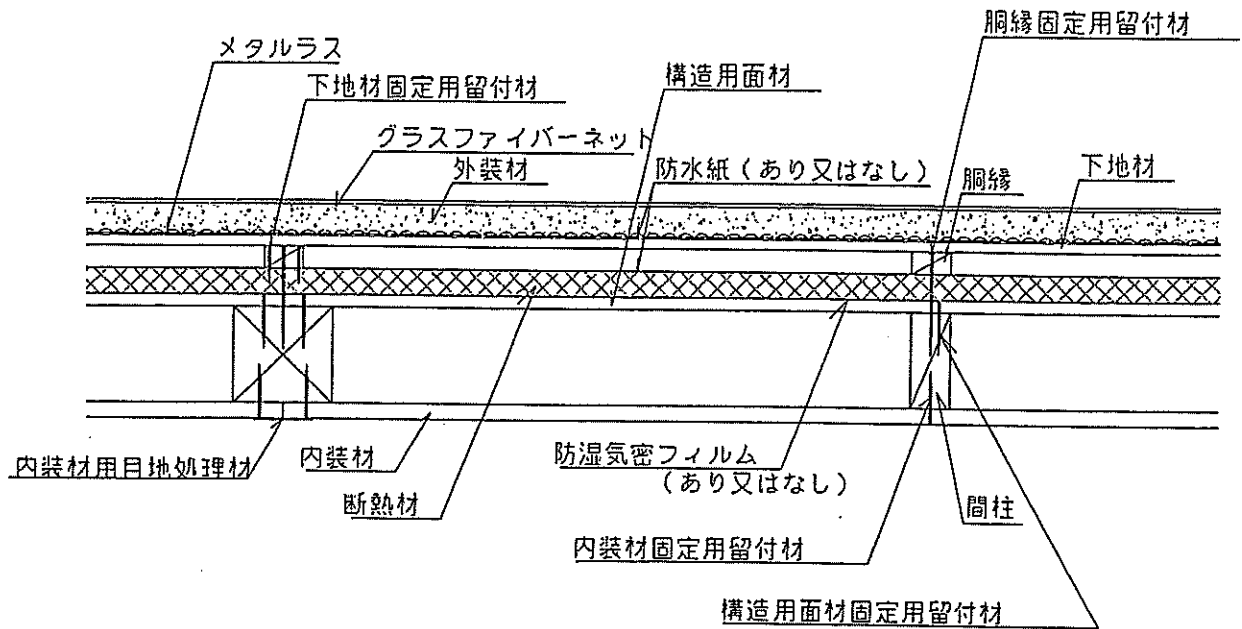 胴縁固定用留付材
メタルラス
構造用面材
下地材固定用留付材
グラスファイバーネット
外装材
防水紙(あり又はなし)
胴縁
下地材
内装材用目地処理材
内装材
断熱材
防湿気密フィルム
(あり又はなし)
間柱
内装材固定用留付材
構造用面材固定用留付材